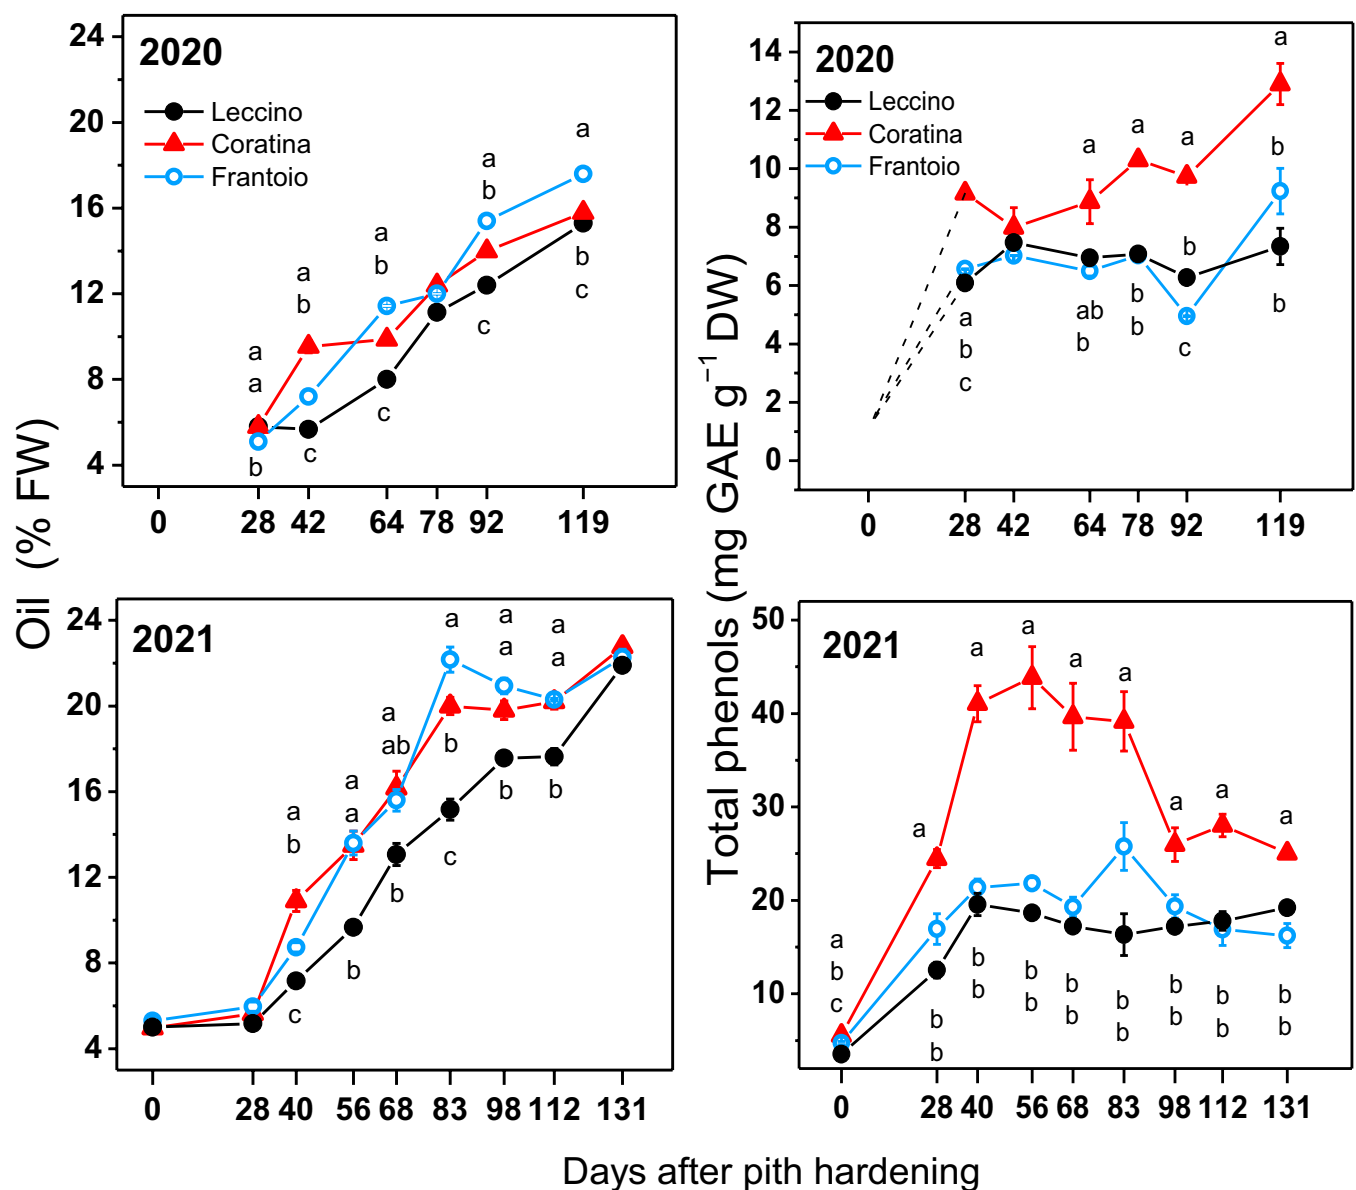 Oil (% FW)
24
20
16
12
8
4
2020
Leccino
Coratina
Frantoio
a
a
b
a
b
c
a
b
c
a
b
c
a
b
c
0 28 42 64 78 92 119
Total phenols (mg GAE g⁻¹ DW)
14
12
10
8
6
4
2
0
2020
Leccino
Coratina
Frantoio
a
b
c
a
ab
b
a
b
b
a
b
c
a
b
b
0 28 42 64 78 92 119
24
20
16
12
8
4
2021
a
b
c
a
a
b
a
ab
b
a
b
c
a
a
b
a
a
b
0 28 40 56 68 83 98 112 131
50
40
30
20
10
2021
a
b
c
a
b
b
a
b
b
a
b
b
a
b
b
a
b
b
a
b
b
a
b
b
a
b
b
0 28 40 56 68 83 98 112 131
Days after pith hardening